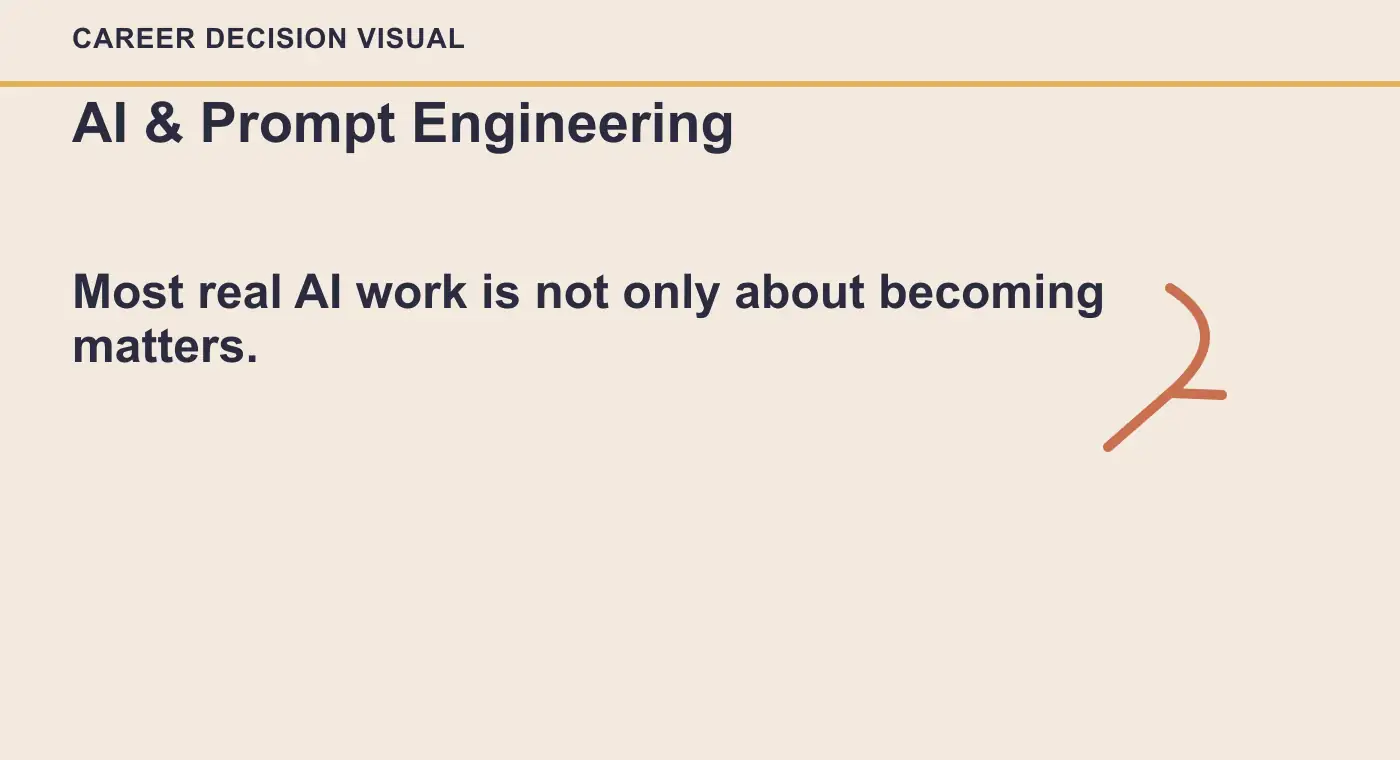 CAREER DECISION VISUAL
AI & Prompt Engineering
Most real AI work is not only about becoming
matters.